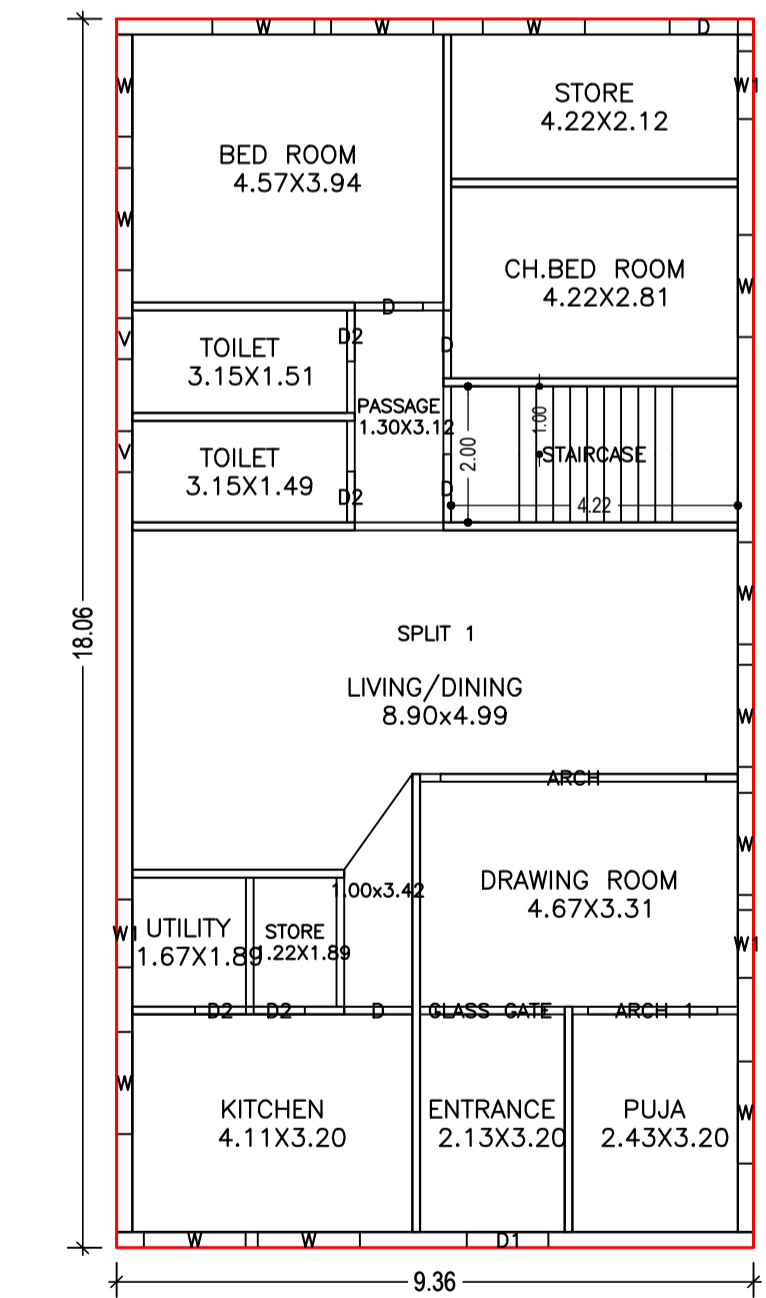 W
W
W
D
W
W1
STORE
4.22X2.12
BED ROOM
4.57X3.94
W
CH.BED ROOM
4.22X2.81
W
D
V
D2
D
TOILET
3.15X1.51
PASSAGE
1.30X3.12
1.00
2.00
STAIRCASE
V
TOILET
3.15X1.49
D2
D
4.22
W
18.06
SPLIT 1
LIVING/DINING
8.90x4.99
W
ARCH
W
DRAWING ROOM
4.67X3.31
1.00x3.42
W1
UTILITY
1.67X1.89
STORE
1.22X1.89
W1
D2
D2
D
GLASS GATE
ARCH 1
W
KITCHEN
4.11X3.20
ENTRANCE
2.13X3.20
PUJA
2.43X3.20
W
W
W
D1
9.36